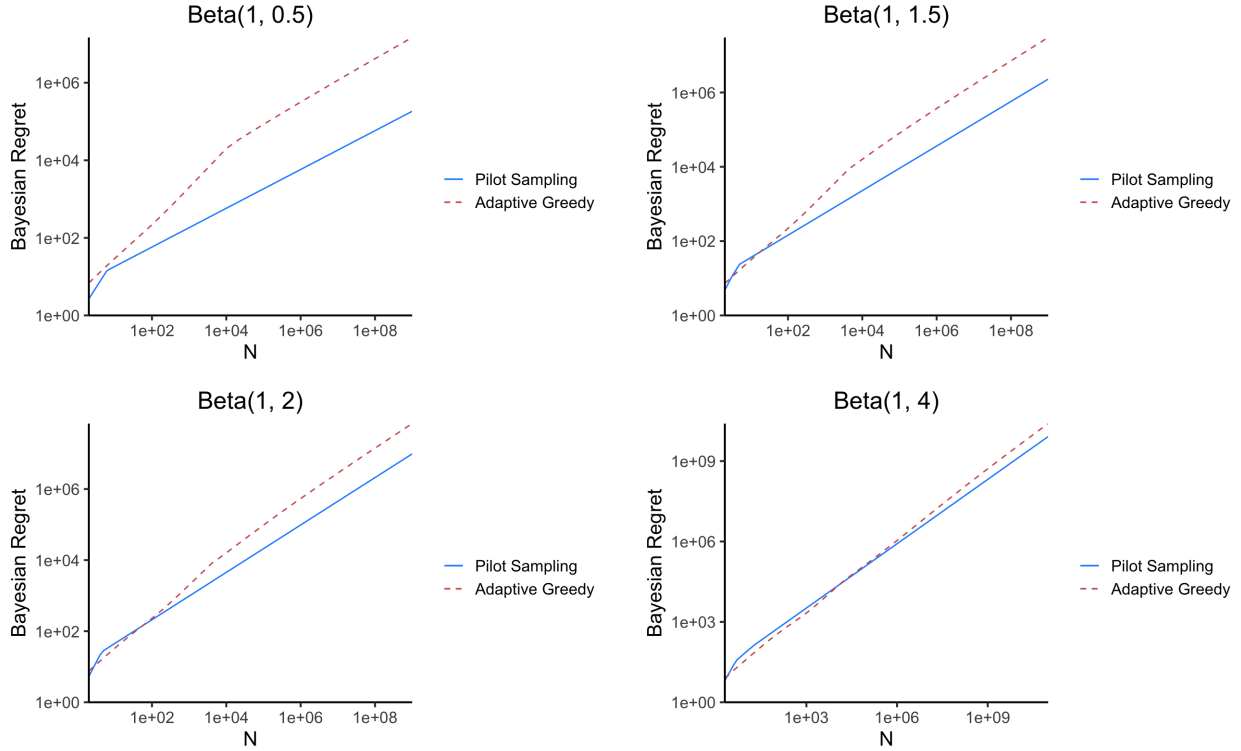 Beta(1, 0.5)
Bayesian Regret
1e+06
1e+04
1e+02
1e+00
1e+02 1e+04 1e+06 1e+08
N
Pilot Sampling
Adaptive Greedy
Beta(1, 1.5)
Bayesian Regret
1e+06
1e+04
1e+02
1e+00
1e+02 1e+04 1e+06 1e+08
N
Pilot Sampling
Adaptive Greedy
Beta(1, 2)
Bayesian Regret
1e+06
1e+04
1e+02
1e+00
1e+02 1e+04 1e+06 1e+08
N
Pilot Sampling
Adaptive Greedy
Beta(1, 4)
Bayesian Regret
1e+09
1e+06
1e+03
1e+00
1e+03 1e+06 1e+09
N
Pilot Sampling
Adaptive Greedy